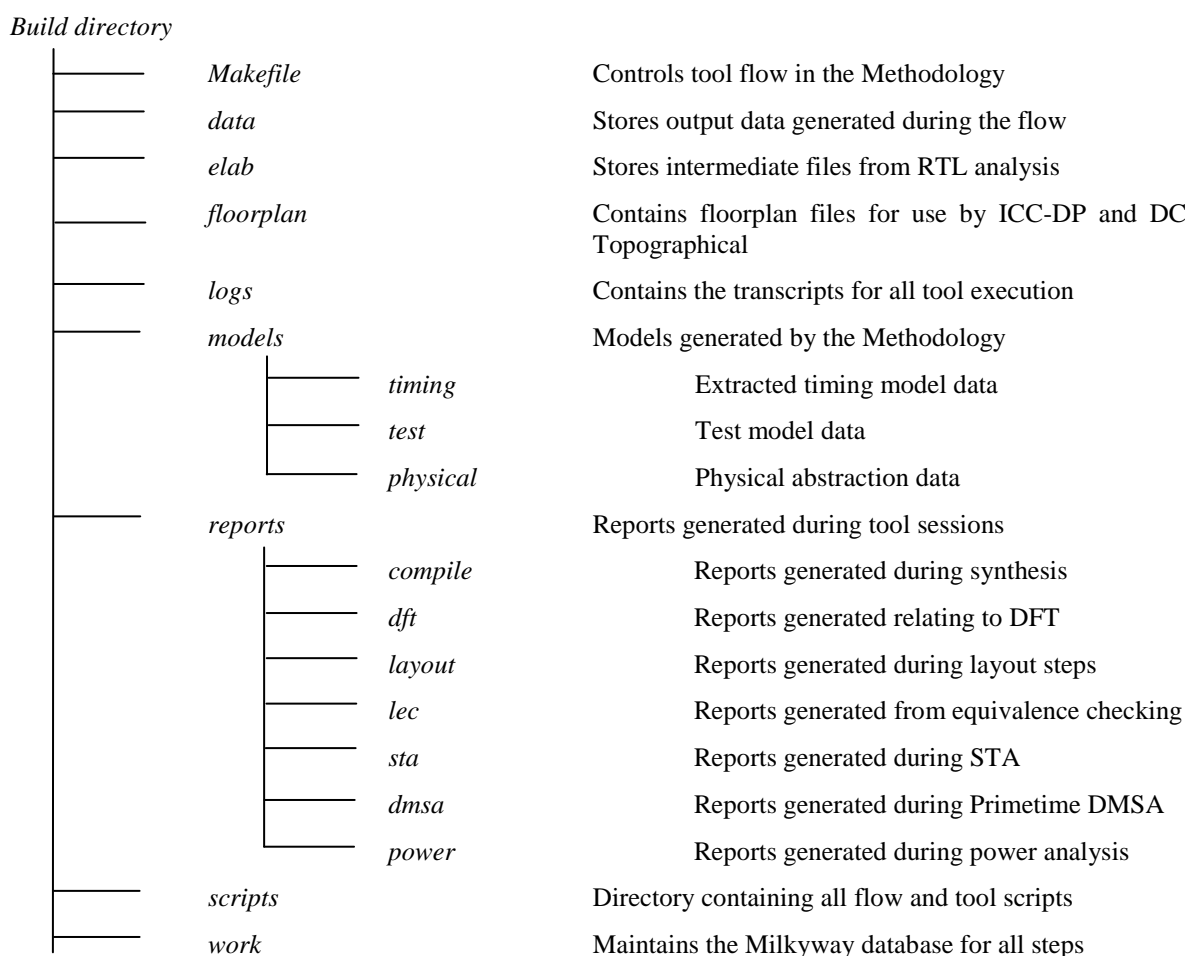 Build directory
Makefile Controls tool flow in the Methodology
data Stores output data generated during the flow
elab Stores intermediate files from RTL analysis
floorplan Contains floorplan files for use by ICC-DP and DC
Topographical
logs Contains the transcripts for all tool execution
models Models generated by the Methodology
timing Extracted timing model data
test Test model data
physical Physical abstraction data
reports Reports generated during tool sessions
compile Reports generated during synthesis
dft Reports generated relating to DFT
layout Reports generated during layout steps
lec Reports generated from equivalence checking
sta Reports generated during STA
dmsa Reports generated during Primetime DMSA
power Reports generated during power analysis
scripts Directory containing all flow and tool scripts
work Maintains the Milkyway database for all steps